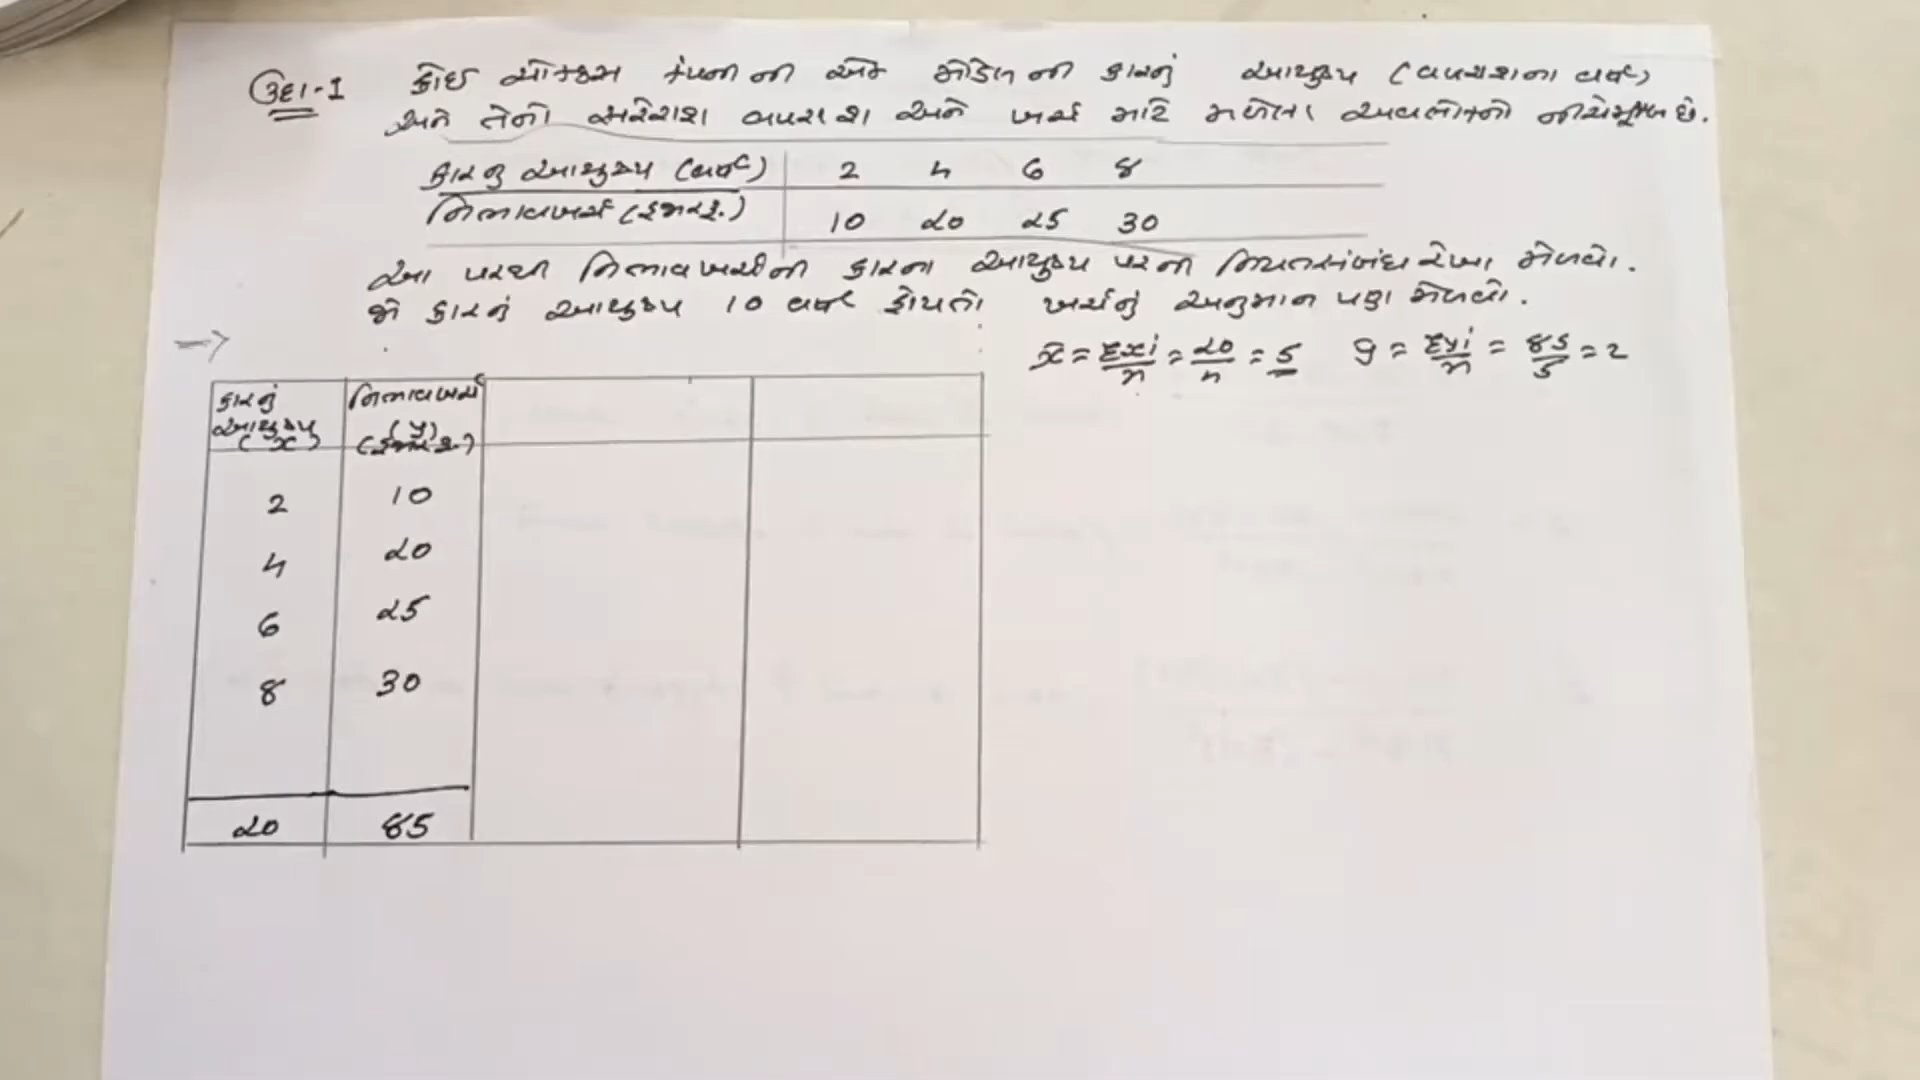 ઉદા-1 કોઈ ચોક્કસ કંપની ની એક મોડેલ ની કારનું આયુષ્ય (વપરાશના વર્ષ)
અને તેનો સરેરાશ વપરાશ અને ખર્ચ માટે મળેલા અવલોકનો નીચે મુજબ છે.
કારનું આયુષ્ય (વર્ષ) 2 4 6 8
નિભાવખર્ચ (હજાર રૂ.) 10 20 25 30
આ પરથી નિભાવખર્ચની કારના આયુષ્ય પરની નિયતસંબંધ રેખા મેળવો.
જો કારનું આયુષ્ય 10 વર્ષ હોયતો ખર્ચનું અનુમાન પણ મેળવો.
→ x̄ = Σxi/n = 20/4 = 5 ȳ = Σyi/n = 85/5 = 2
કારનું આયુષ્ય (x) નિભાવખર્ચ (y) (હજાર રૂ.)
2 10
4 20
6 25
8 30
20 85